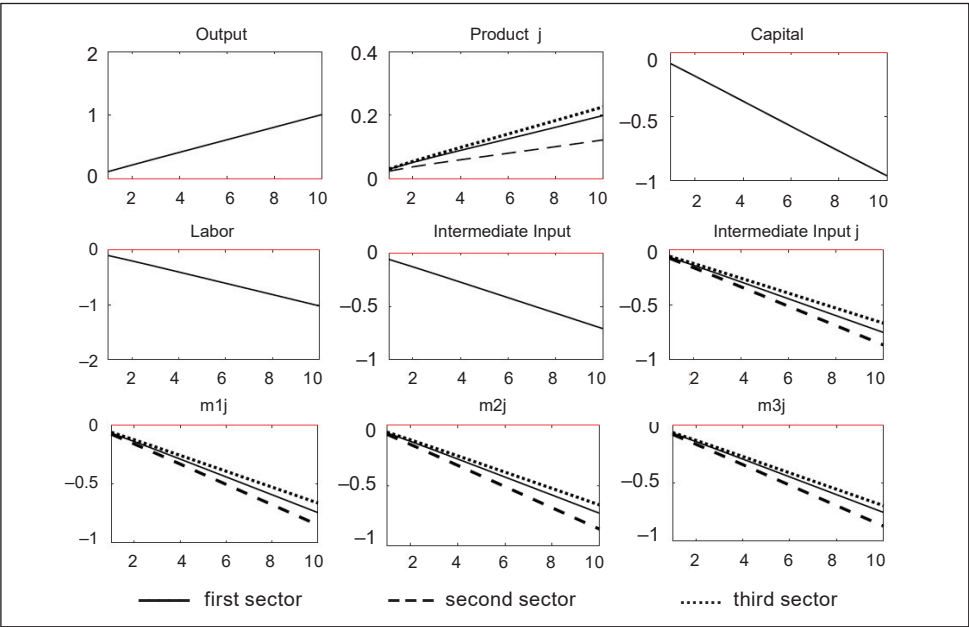 Output
Product j
Capital
2
1
0
2 4 6 8 10
0.4
0.2
0
2 4 6 8 10
0
–0.5
–1
2 4 6 8 10
Labor
Intermediate Input
Intermediate Input j
0
–1
–2
2 4 6 8 10
0
–0.5
–1
2 4 6 8 10
0
–0.5
–1
2 4 6 8 10
m1j
m2j
m3j
0
–0.5
–1
2 4 6 8 10
0
–0.5
–1
2 4 6 8 10
0
–0.5
–1
2 4 6 8 10
first sector
second sector
third sector